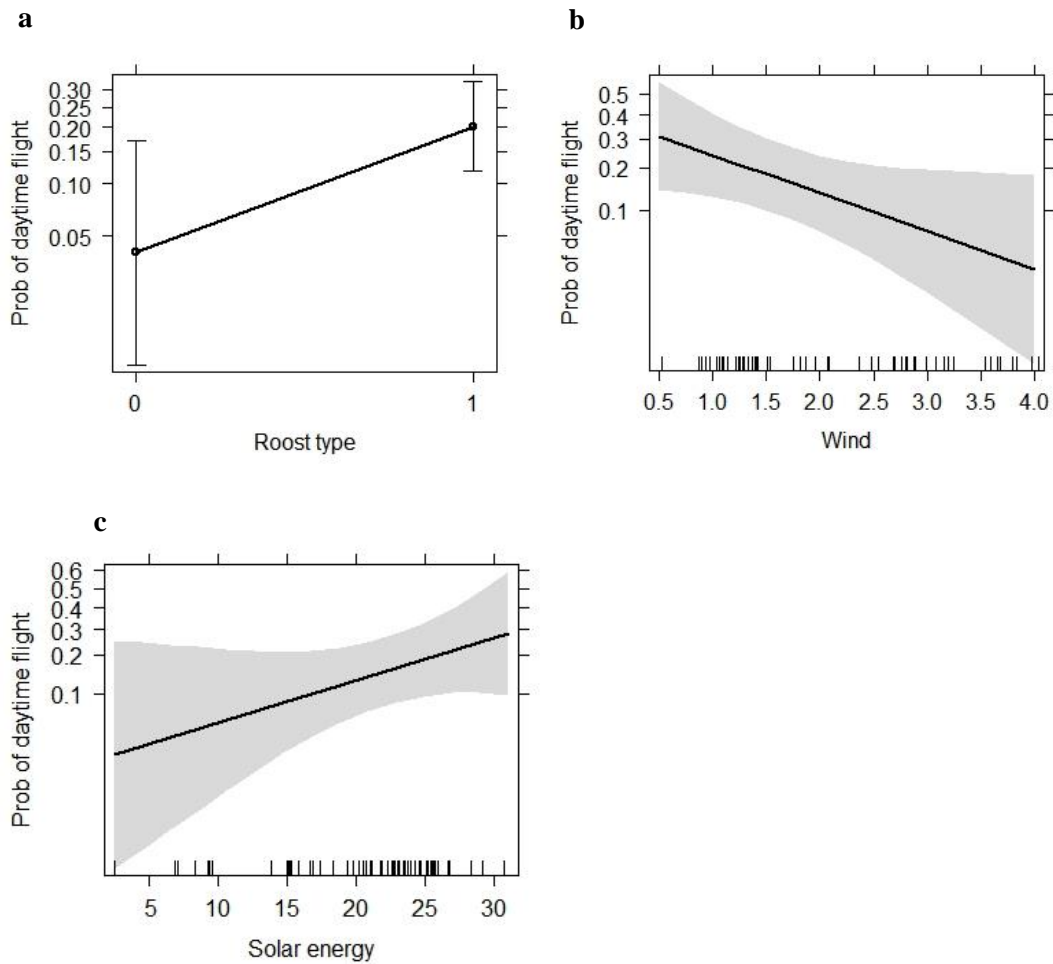 a
Prob of daytime flight
0.30
0.25
0.20
0.15
0.10
0.05
0 1
Roost type
b
Prob of daytime flight
0.5
0.4
0.3
0.2
0.1
0.5 1.0 1.5 2.0 2.5 3.0 3.5 4.0
Wind
c
Prob of daytime flight
0.6
0.5
0.4
0.3
0.2
0.1
5 10 15 20 25 30
Solar energy